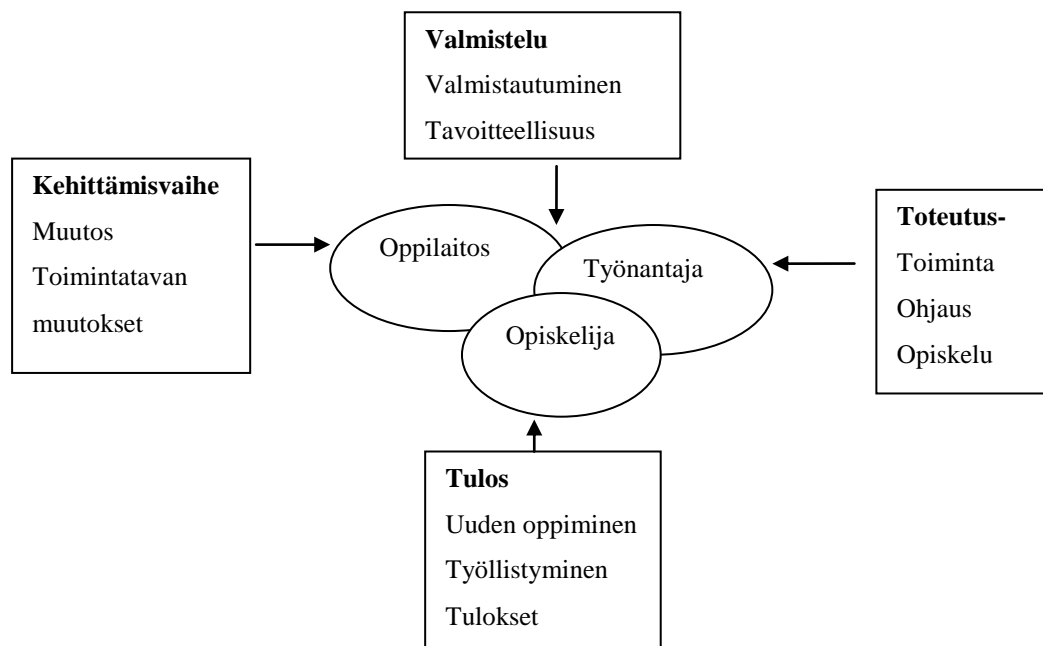 Valmistelu
Valmistautuminen
Tavoitteellisuus
Kehittämisvaihe
Muutos
Toimintatavan
muutokset
Oppilaitos
Työnantaja
Opiskelija
Toteutus-
Toiminta
Ohjaus
Opiskelu
Tulos
Uuden oppiminen
Työllistyminen
Tulokset